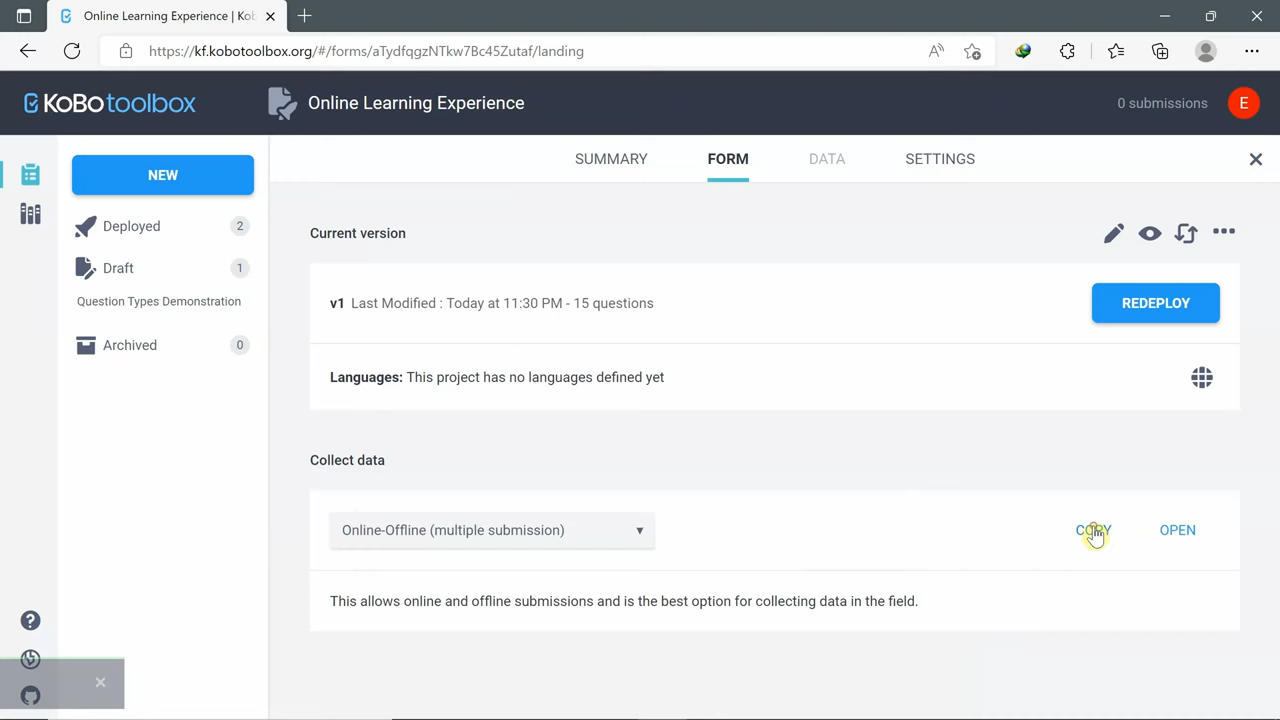 Online Learning Experience | Kob
https://kf.kobotoolbox.org/#/forms/aTydfqgzNTkw7Bc45Zutaf/landing
KoBotoolbox
Online Learning Experience
0 submissions
E
SUMMARY
FORM
DATA
SETTINGS
NEW
Deployed
2
Draft
1
Question Types Demonstration
Archived
0
Current version
v1 Last Modified : Today at 11:30 PM - 15 questions
REDEPLOY
Languages: This project has no languages defined yet
Collect data
Online-Offline (multiple submission)
COPY
OPEN
This allows online and offline submissions and is the best option for collecting data in the field.